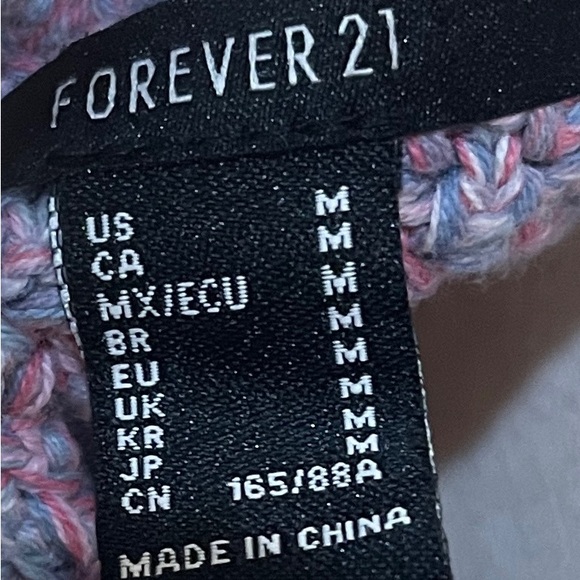 FOREVER 21
US M
CA M
MX/ECU M
BR M
EU M
UK M
KR M
JP M
CN 165/88A
MADE IN CHINA